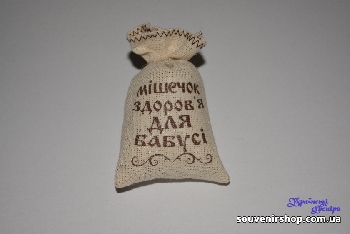 мішечок
здоров'я
для
бабусі
souvenirshop.com.ua